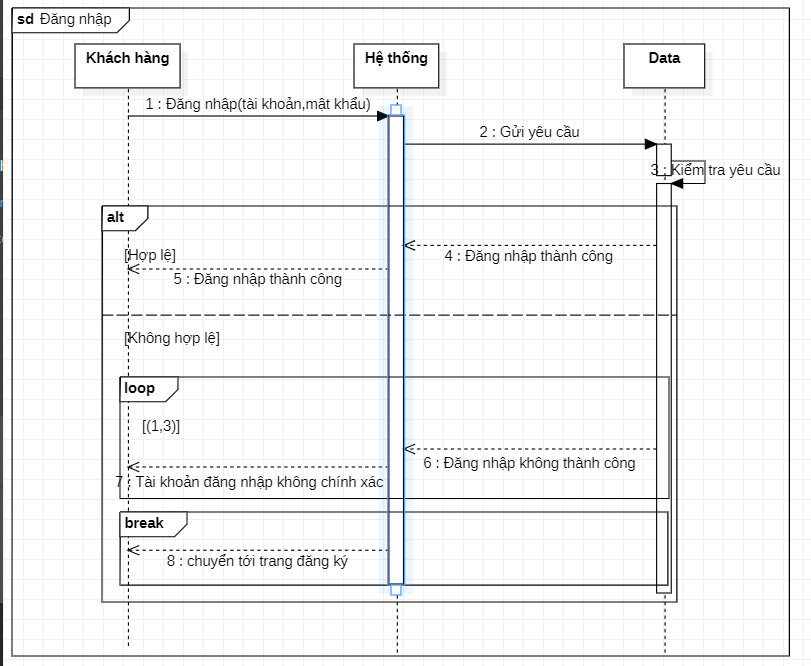 sd Đăng nhập
Khách hàng
Hệ thống
Data
1 : Đăng nhập(tài khoản,mật khẩu)
2 : Gửi yêu cầu
3 : Kiểm tra yêu cầu
alt
[Hợp lệ]
4 : Đăng nhập thành công
5 : Đăng nhập thành công
[Không hợp lệ]
loop
[(1,3)]
6 : Đăng nhập không thành công
7 : Tài khoản đăng nhập không chính xác
break
8 : chuyển tới trang đăng ký